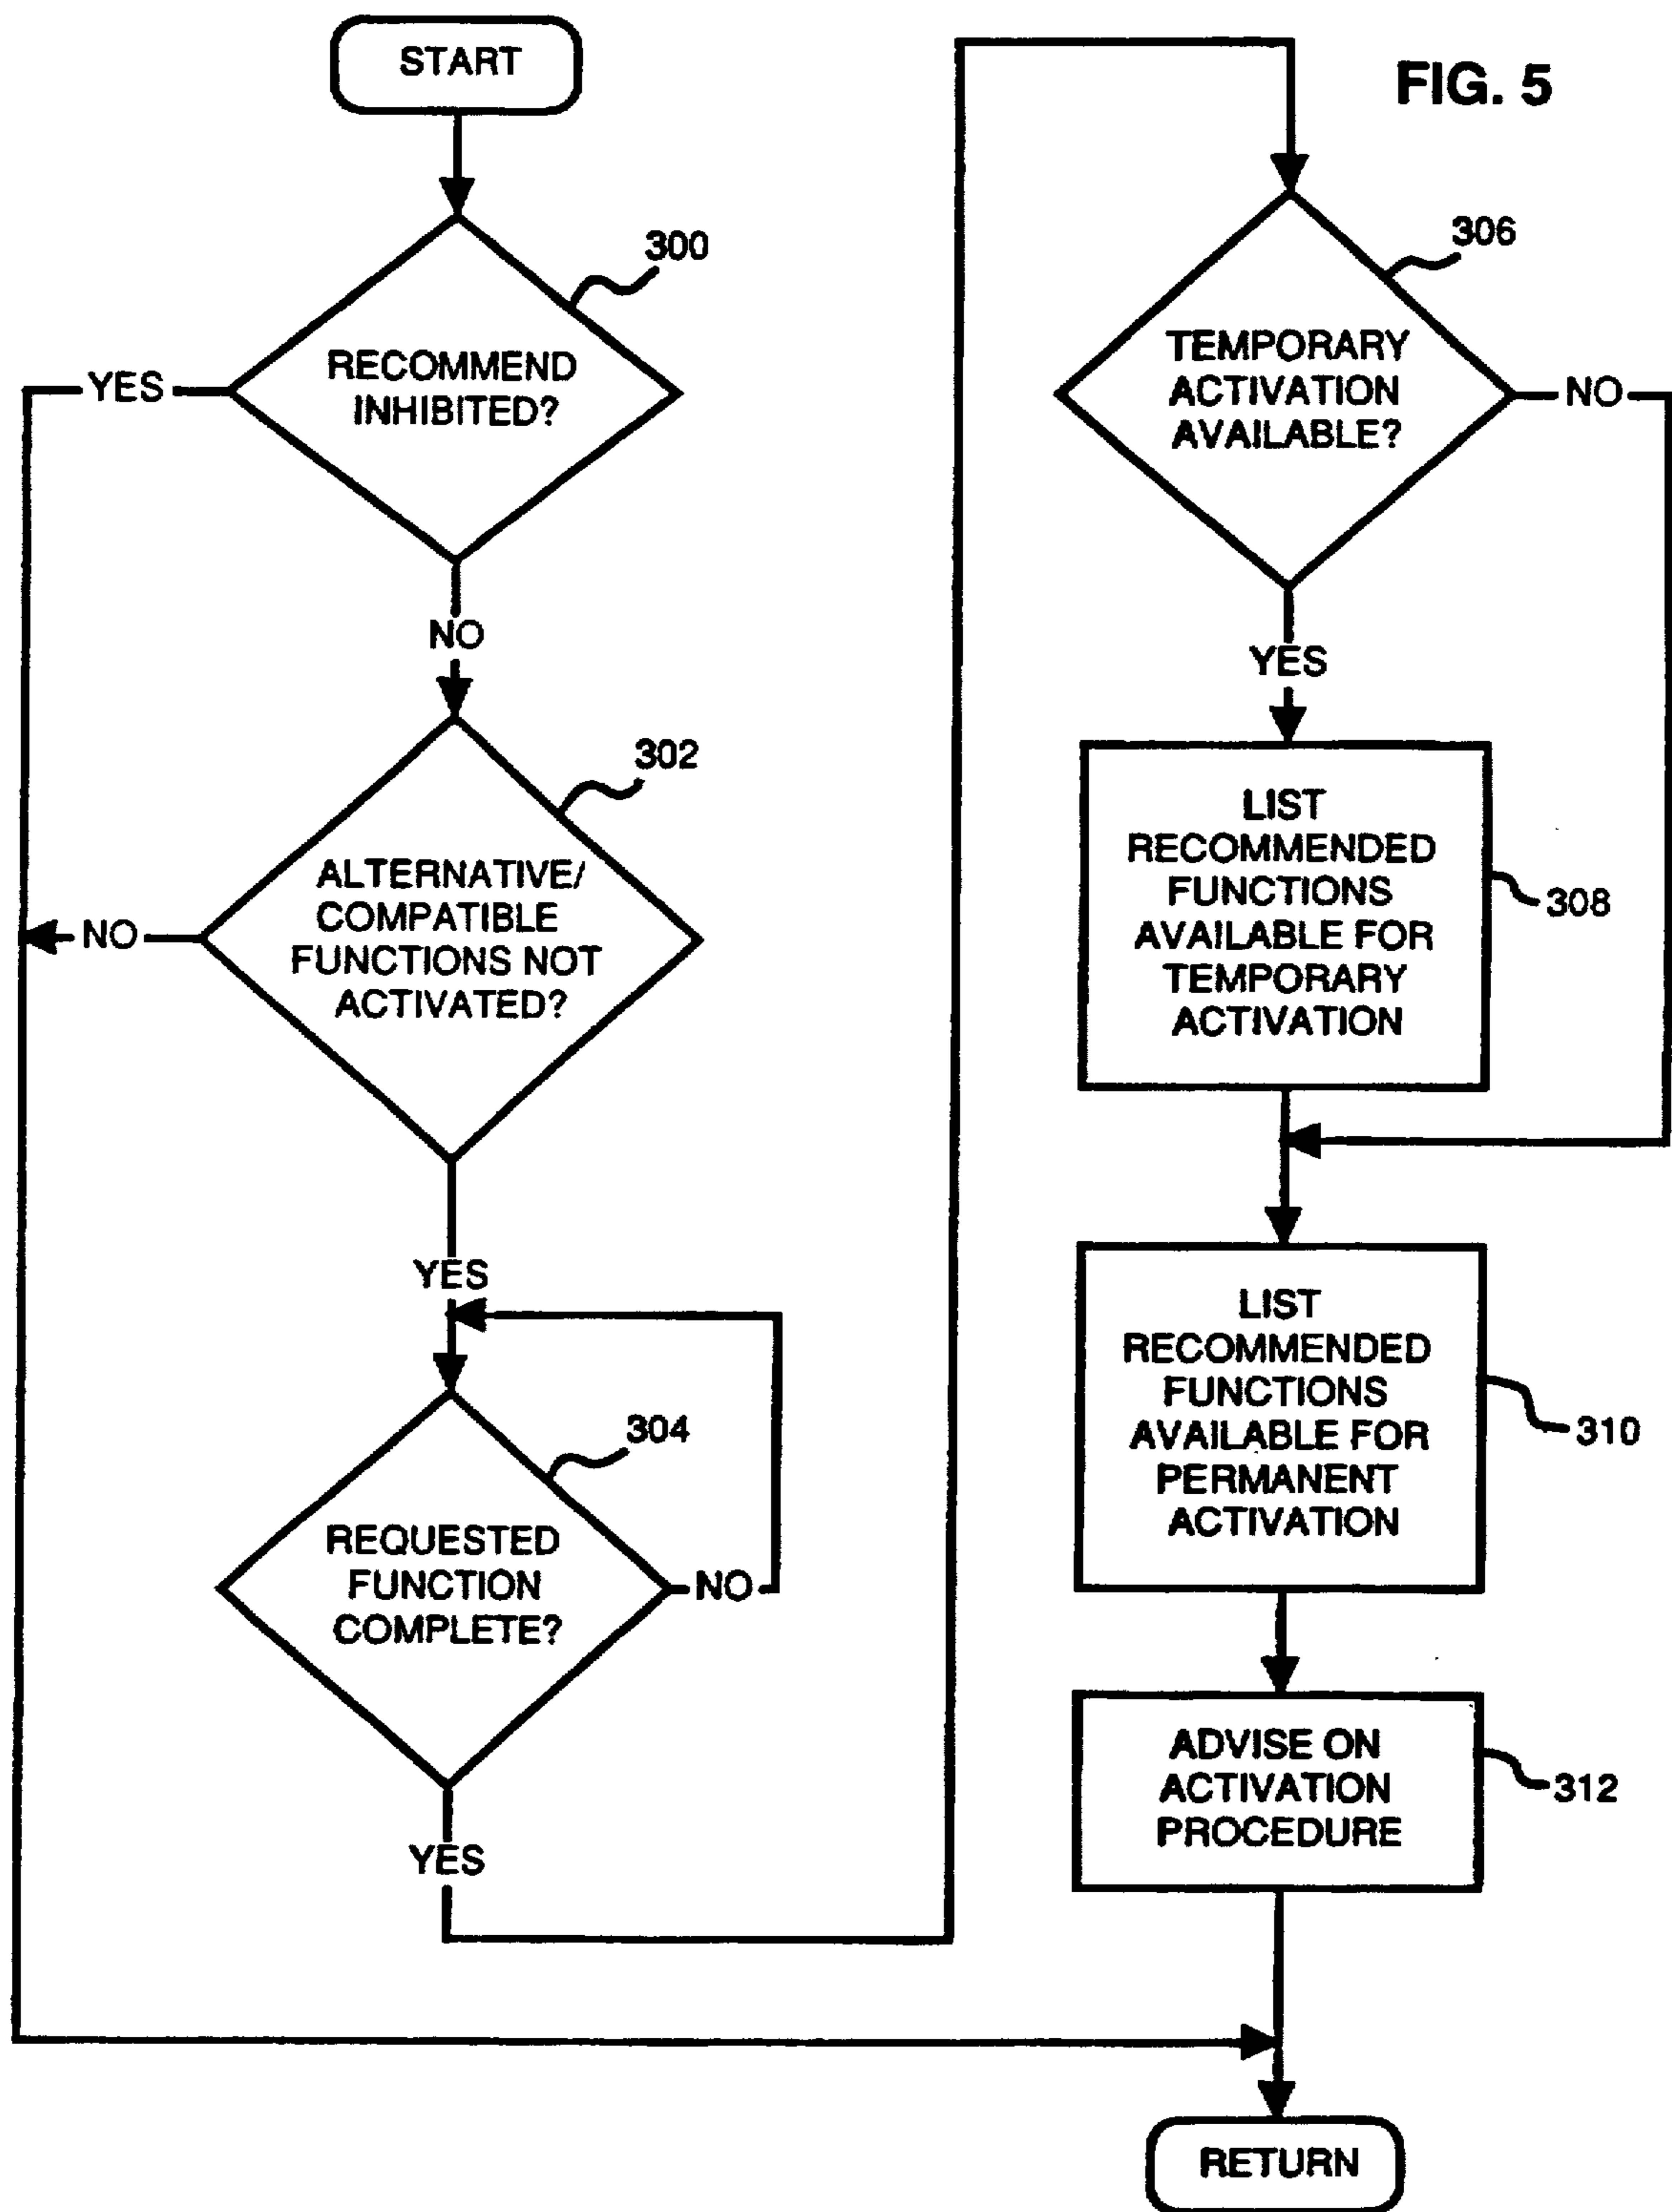 START
FIG. 5
300
RECOMMEND
INHIBITED?
YES
NO
302
ALTERNATIVE/
COMPATIBLE
FUNCTIONS NOT
ACTIVATED?
NO
YES
304
REQUESTED
FUNCTION
COMPLETE?
NO
YES
306
TEMPORARY
ACTIVATION
AVAILABLE?
NO
YES
LIST
RECOMMENDED
FUNCTIONS
AVAILABLE FOR
TEMPORARY
ACTIVATION
308
LIST
RECOMMENDED
FUNCTIONS
AVAILABLE FOR
PERMANENT
ACTIVATION
310
ADVISE ON
ACTIVATION
PROCEDURE
312
RETURN